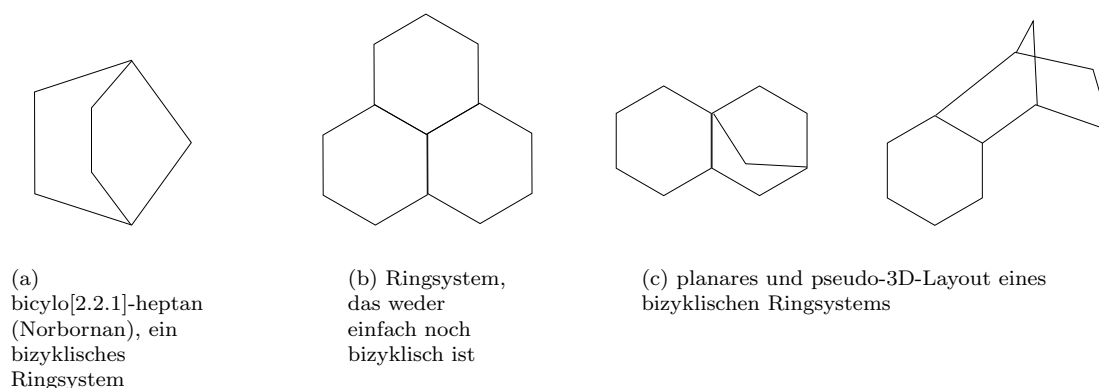 (a)
bicylo[2.2.1]-heptan
(Norbornan), ein
bizyklisches
Ringsystem
(b) Ringsystem,
das weder
einfach noch
bizyklisch ist
(c) planares und pseudo-3D-Layout eines
bizyklischen Ringsystems